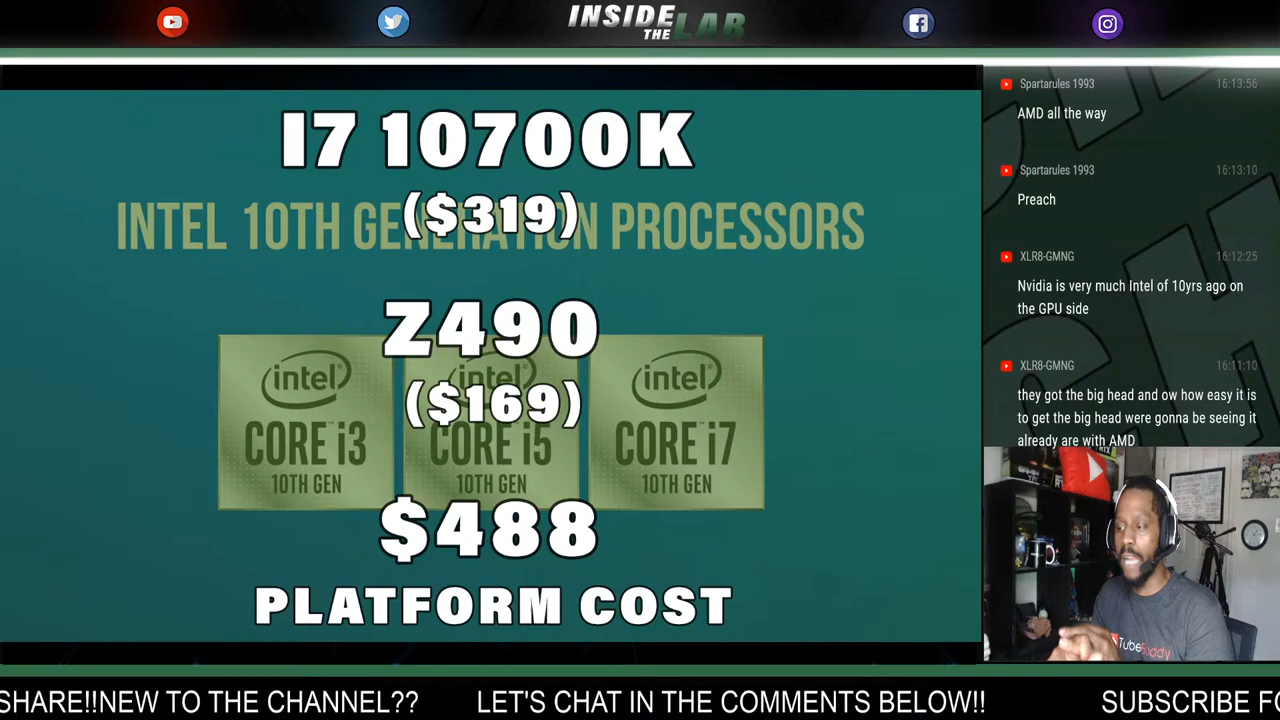 INSIDE
THE LAB
I7 10700K
($319)
INTEL 10TH GENERATION PROCESSORS
Z490
($169)
intel intel intel
CORE™ i3 CORE™ i5 CORE™ i7
10TH GEN 10TH GEN 10TH GEN
$488
PLATFORM COST
Spartarules 1993 16:13:56
AMD all the way
Spartarules 1993 16:13:10
Preach
XLR8-GMNG 16:12:25
Nvidia is very much Intel of 10yrs ago on
the GPU side
XLR8-GMNG 16:11:10
they got the big head and ow how easy it is
to get the big head were gonna be seeing it
already are with AMD
TubeBuddy
SHARE!!NEW TO THE CHANNEL?? LET'S CHAT IN THE COMMENTS BELOW!! SUBSCRIBE FO